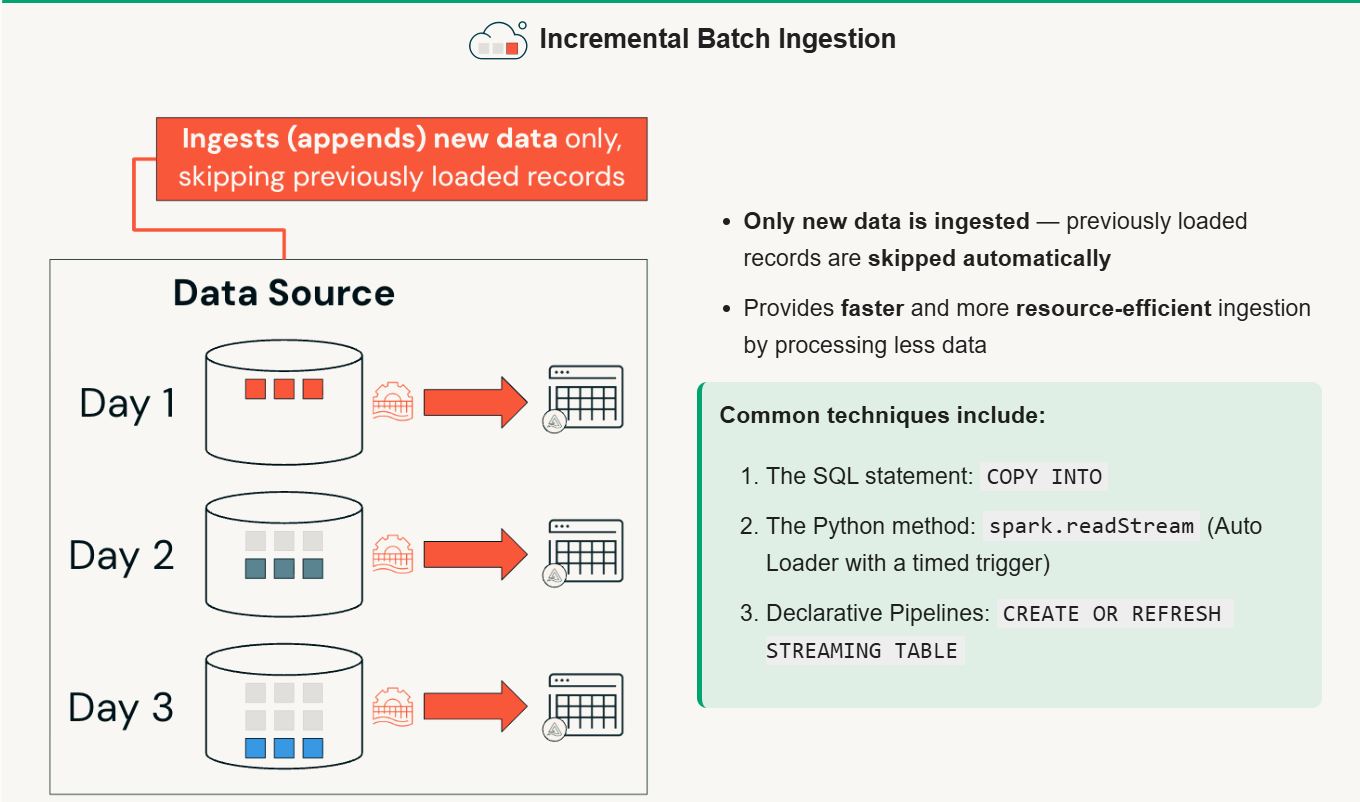 Incremental Batch Ingestion
Ingests (appends) new data only,
skipping previously loaded records
Data Source
Day 1
Day 2
Day 3
• Only new data is ingested — previously loaded
records are skipped automatically
• Provides faster and more resource-efficient ingestion
by processing less data
Common techniques include:
1. The SQL statement: COPY INTO
2. The Python method: spark.readStream (Auto
Loader with a timed trigger)
3. Declarative Pipelines: CREATE OR REFRESH
STREAMING TABLE